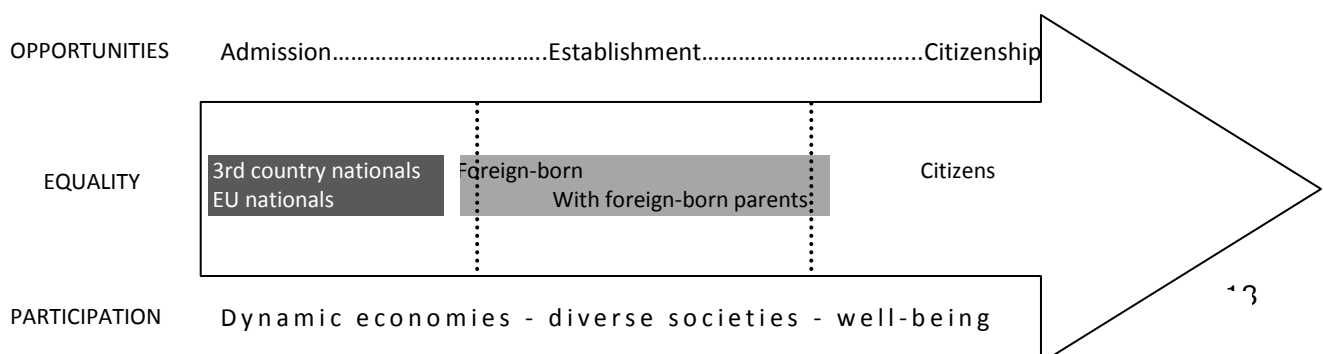 OPPORTUNITIES Admission……………………………..Establishment……………………………...Citizenship
3rd country nationals Foreign-born
EQUALITY Citizens
EU nationals With foreign-born parents
13
PARTICIPATION Dynamic economies - diverse societies - well-being